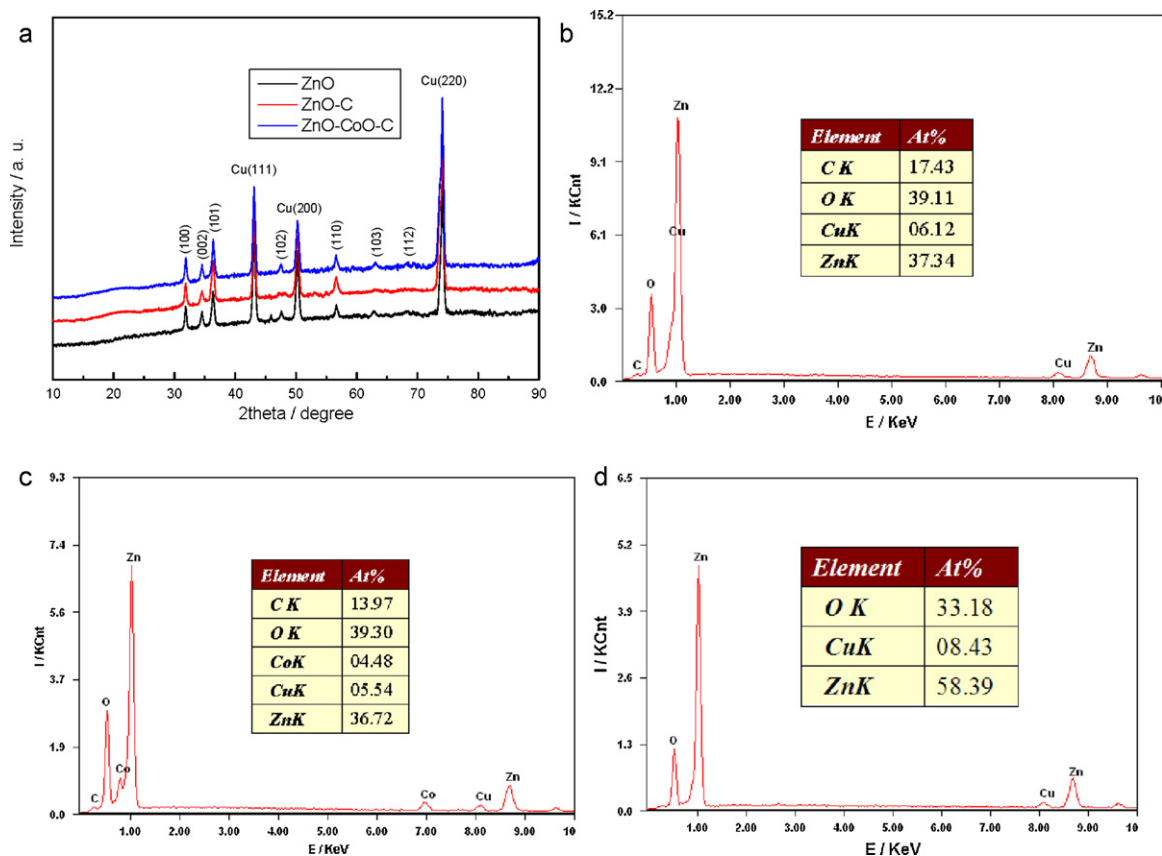 a
ZnO
ZnO-C
ZnO-CoO-C
Cu(220)
Cu(111)
Cu(200)
(100)
(002)
(101)
(102)
(110)
(103)
(112)
Intensity / a. u.
10 20 30 40 50 60 70 80 90
2theta / degree
b
15.2
12.2
9.1
6.1
3.0
0.0
I / KCnt
Zn
Cu
O
C
Cu
Zn
Element At%
C K 17.43
O K 39.11
CuK 06.12
ZnK 37.34
1.00 2.00 3.00 4.00 5.00 6.00 7.00 8.00 9.00 10
E / KeV
c
9.3
7.4
5.6
3.7
1.9
0.0
I / KCnt
Zn
O
Co
C
Co
Cu
Zn
Element At%
C K 13.97
O K 39.30
CoK 04.48
CuK 05.54
ZnK 36.72
1.00 2.00 3.00 4.00 5.00 6.00 7.00 8.00 9.00 10
E / KeV
d
6.5
5.2
3.9
2.6
1.3
0.0
I / KCnt
Zn
O
Cu
Zn
Element At%
O K 33.18
CuK 08.43
ZnK 58.39
1.00 2.00 3.00 4.00 5.00 6.00 7.00 8.00 9.00 10
E / KeV